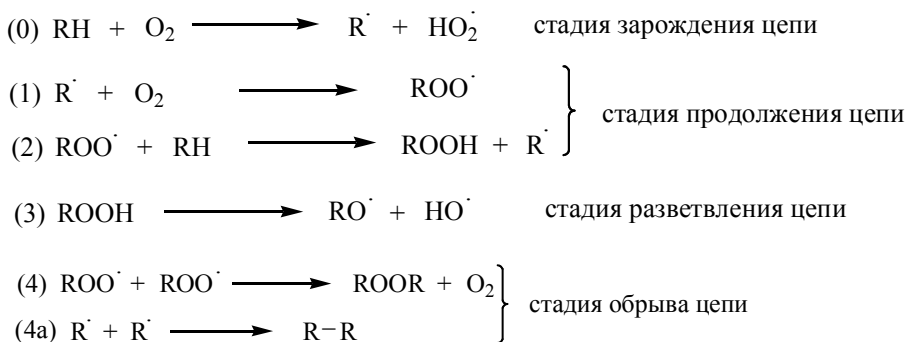 (0) RH + O₂ ⟶ R˙ + HO₂˙ стадия зарождения цепи
(1) R˙ + O₂ ⟶ ROO˙
стадия продолжения цепи
(2) ROO˙ + RH ⟶ ROOH + R˙
(3) ROOH ⟶ RO˙ + HO˙ стадия разветвления цепи
(4) ROO˙ + ROO˙ ⟶ ROOR + O₂
стадия обрыва цепи
(4a) R˙ + R˙ ⟶ R−R